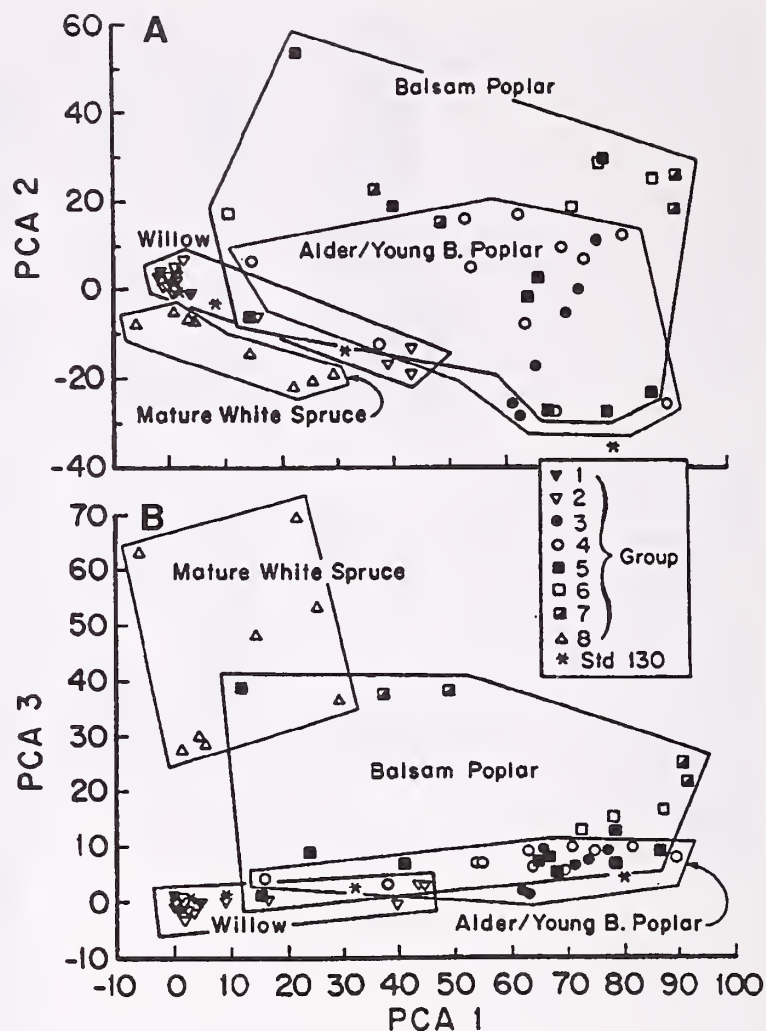 A
60
40
20
0
-20
-40
PCA 2
Balsam Poplar
Willow
Alder/Young B. Poplar
Mature White Spruce
1
2
3
4
5
6
7
8
Std 130
Group
B
70
60
50
40
30
20
10
0
-10
PCA 3
Mature White Spruce
Balsam Poplar
Willow
Alder/Young B. Poplar
-10 0 10 20 30 40 50 60 70 80 90 100
PCA 1